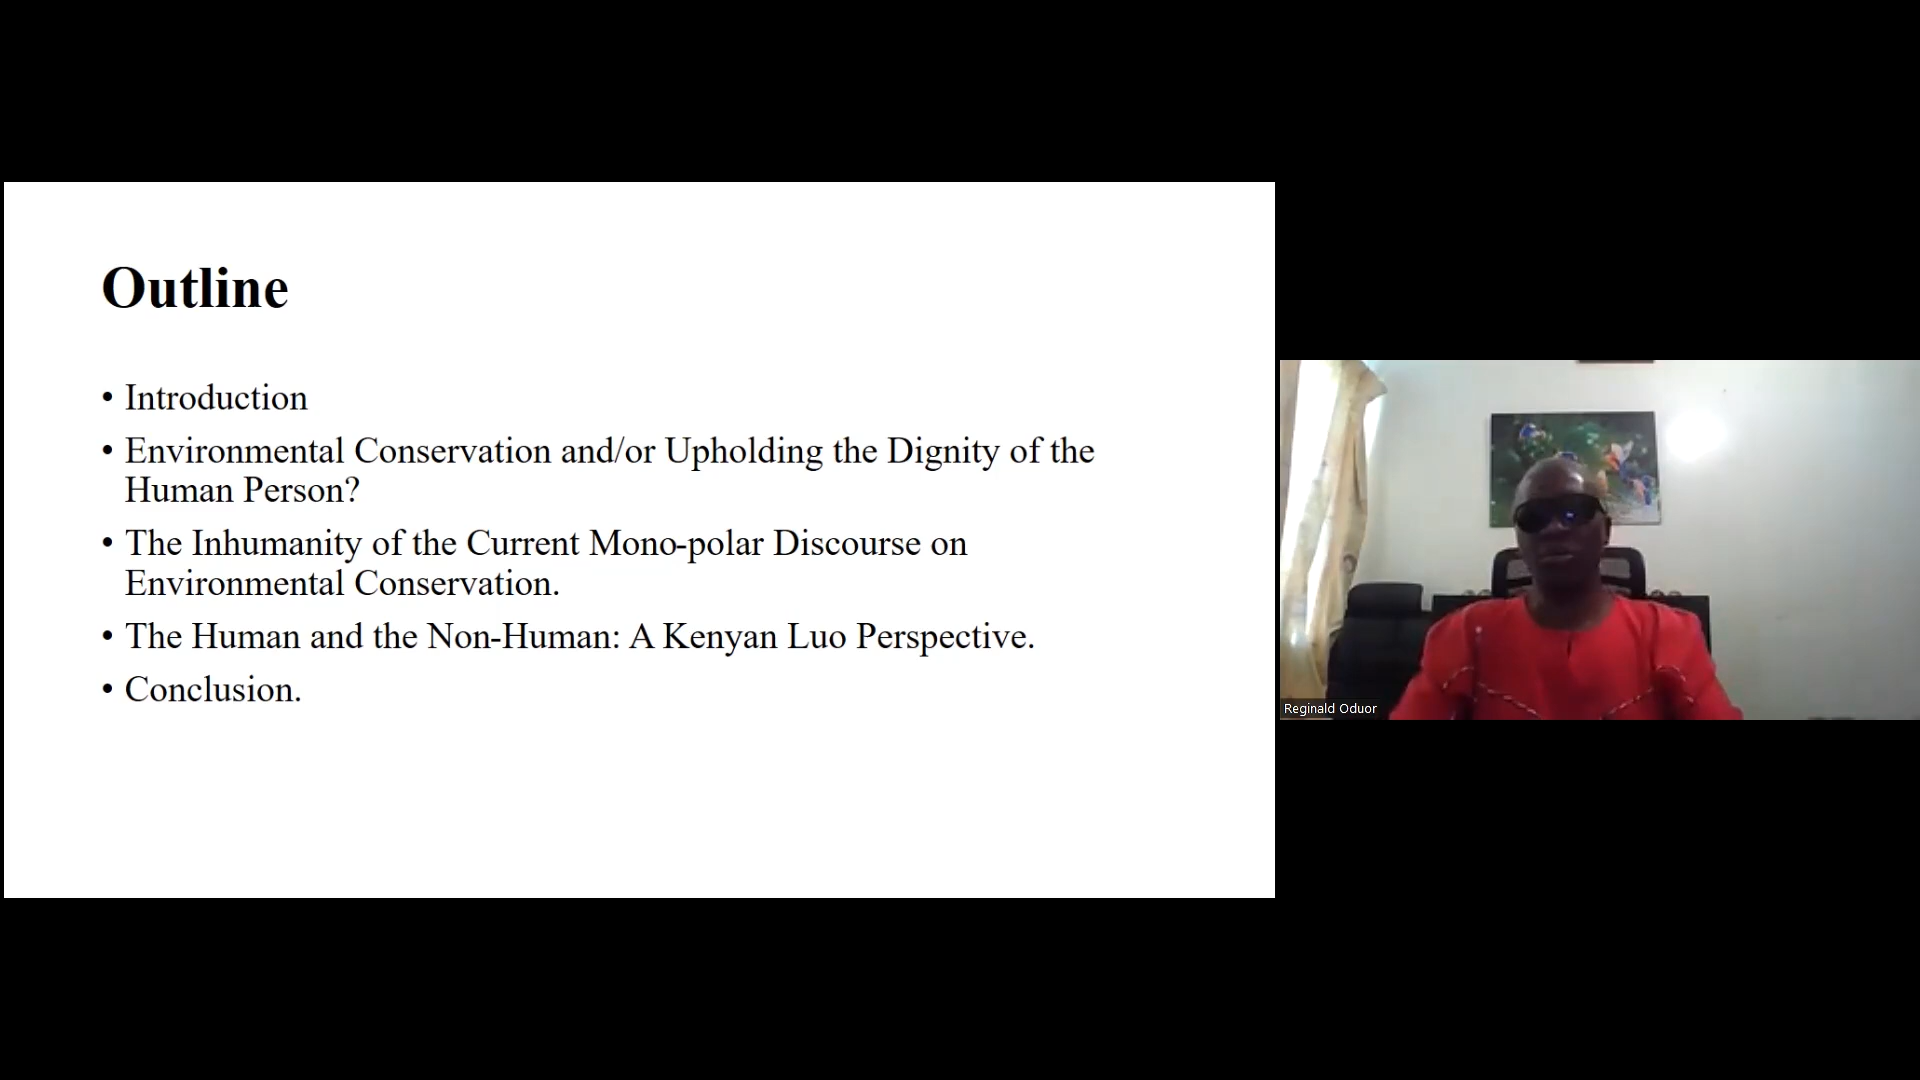 Outline
• Introduction
• Environmental Conservation and/or Upholding the Dignity of the
Human Person?
• The Inhumanity of the Current Mono-polar Discourse on
Environmental Conservation.
• The Human and the Non-Human: A Kenyan Luo Perspective.
• Conclusion.
Reginald Oduor